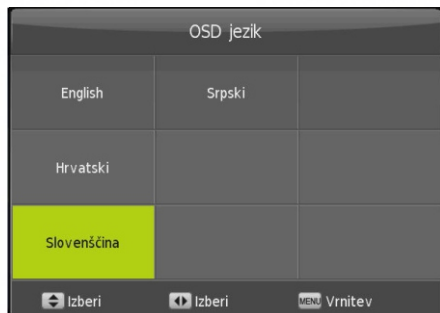 OSD jezik
English Srpski
Hrvatski
Slovenščina
Izberi Izberi MENU Vrnitev